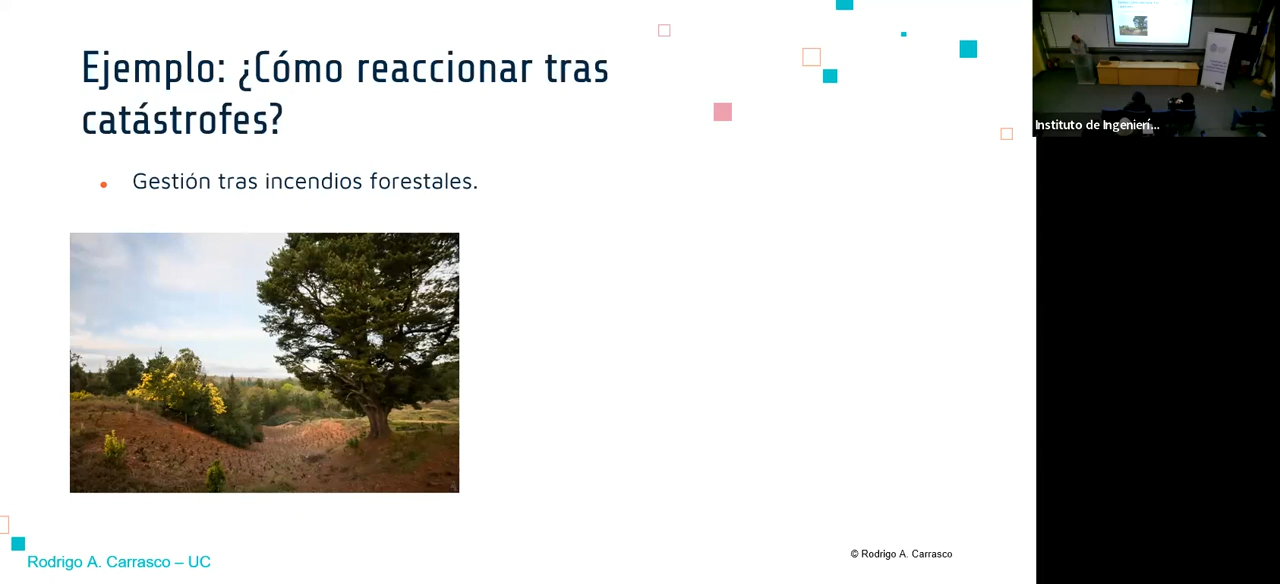 Ejemplo: ¿Cómo reaccionar tras
catástrofes?
• Gestión tras incendios forestales.
Rodrigo A. Carrasco – UC
© Rodrigo A. Carrasco
Instituto de Ingenierí...